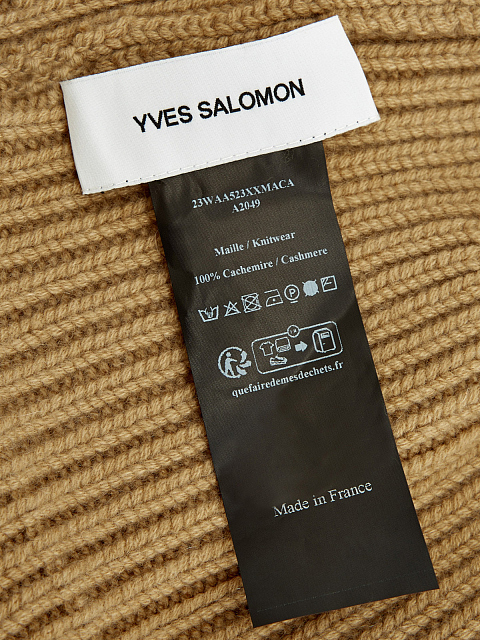 YVES SALOMON
23WAA523XXMACA
A2049
Maille / Knitwear
100% Cachemire / Cashmere
quefairedemesdechets.fr
Made in France